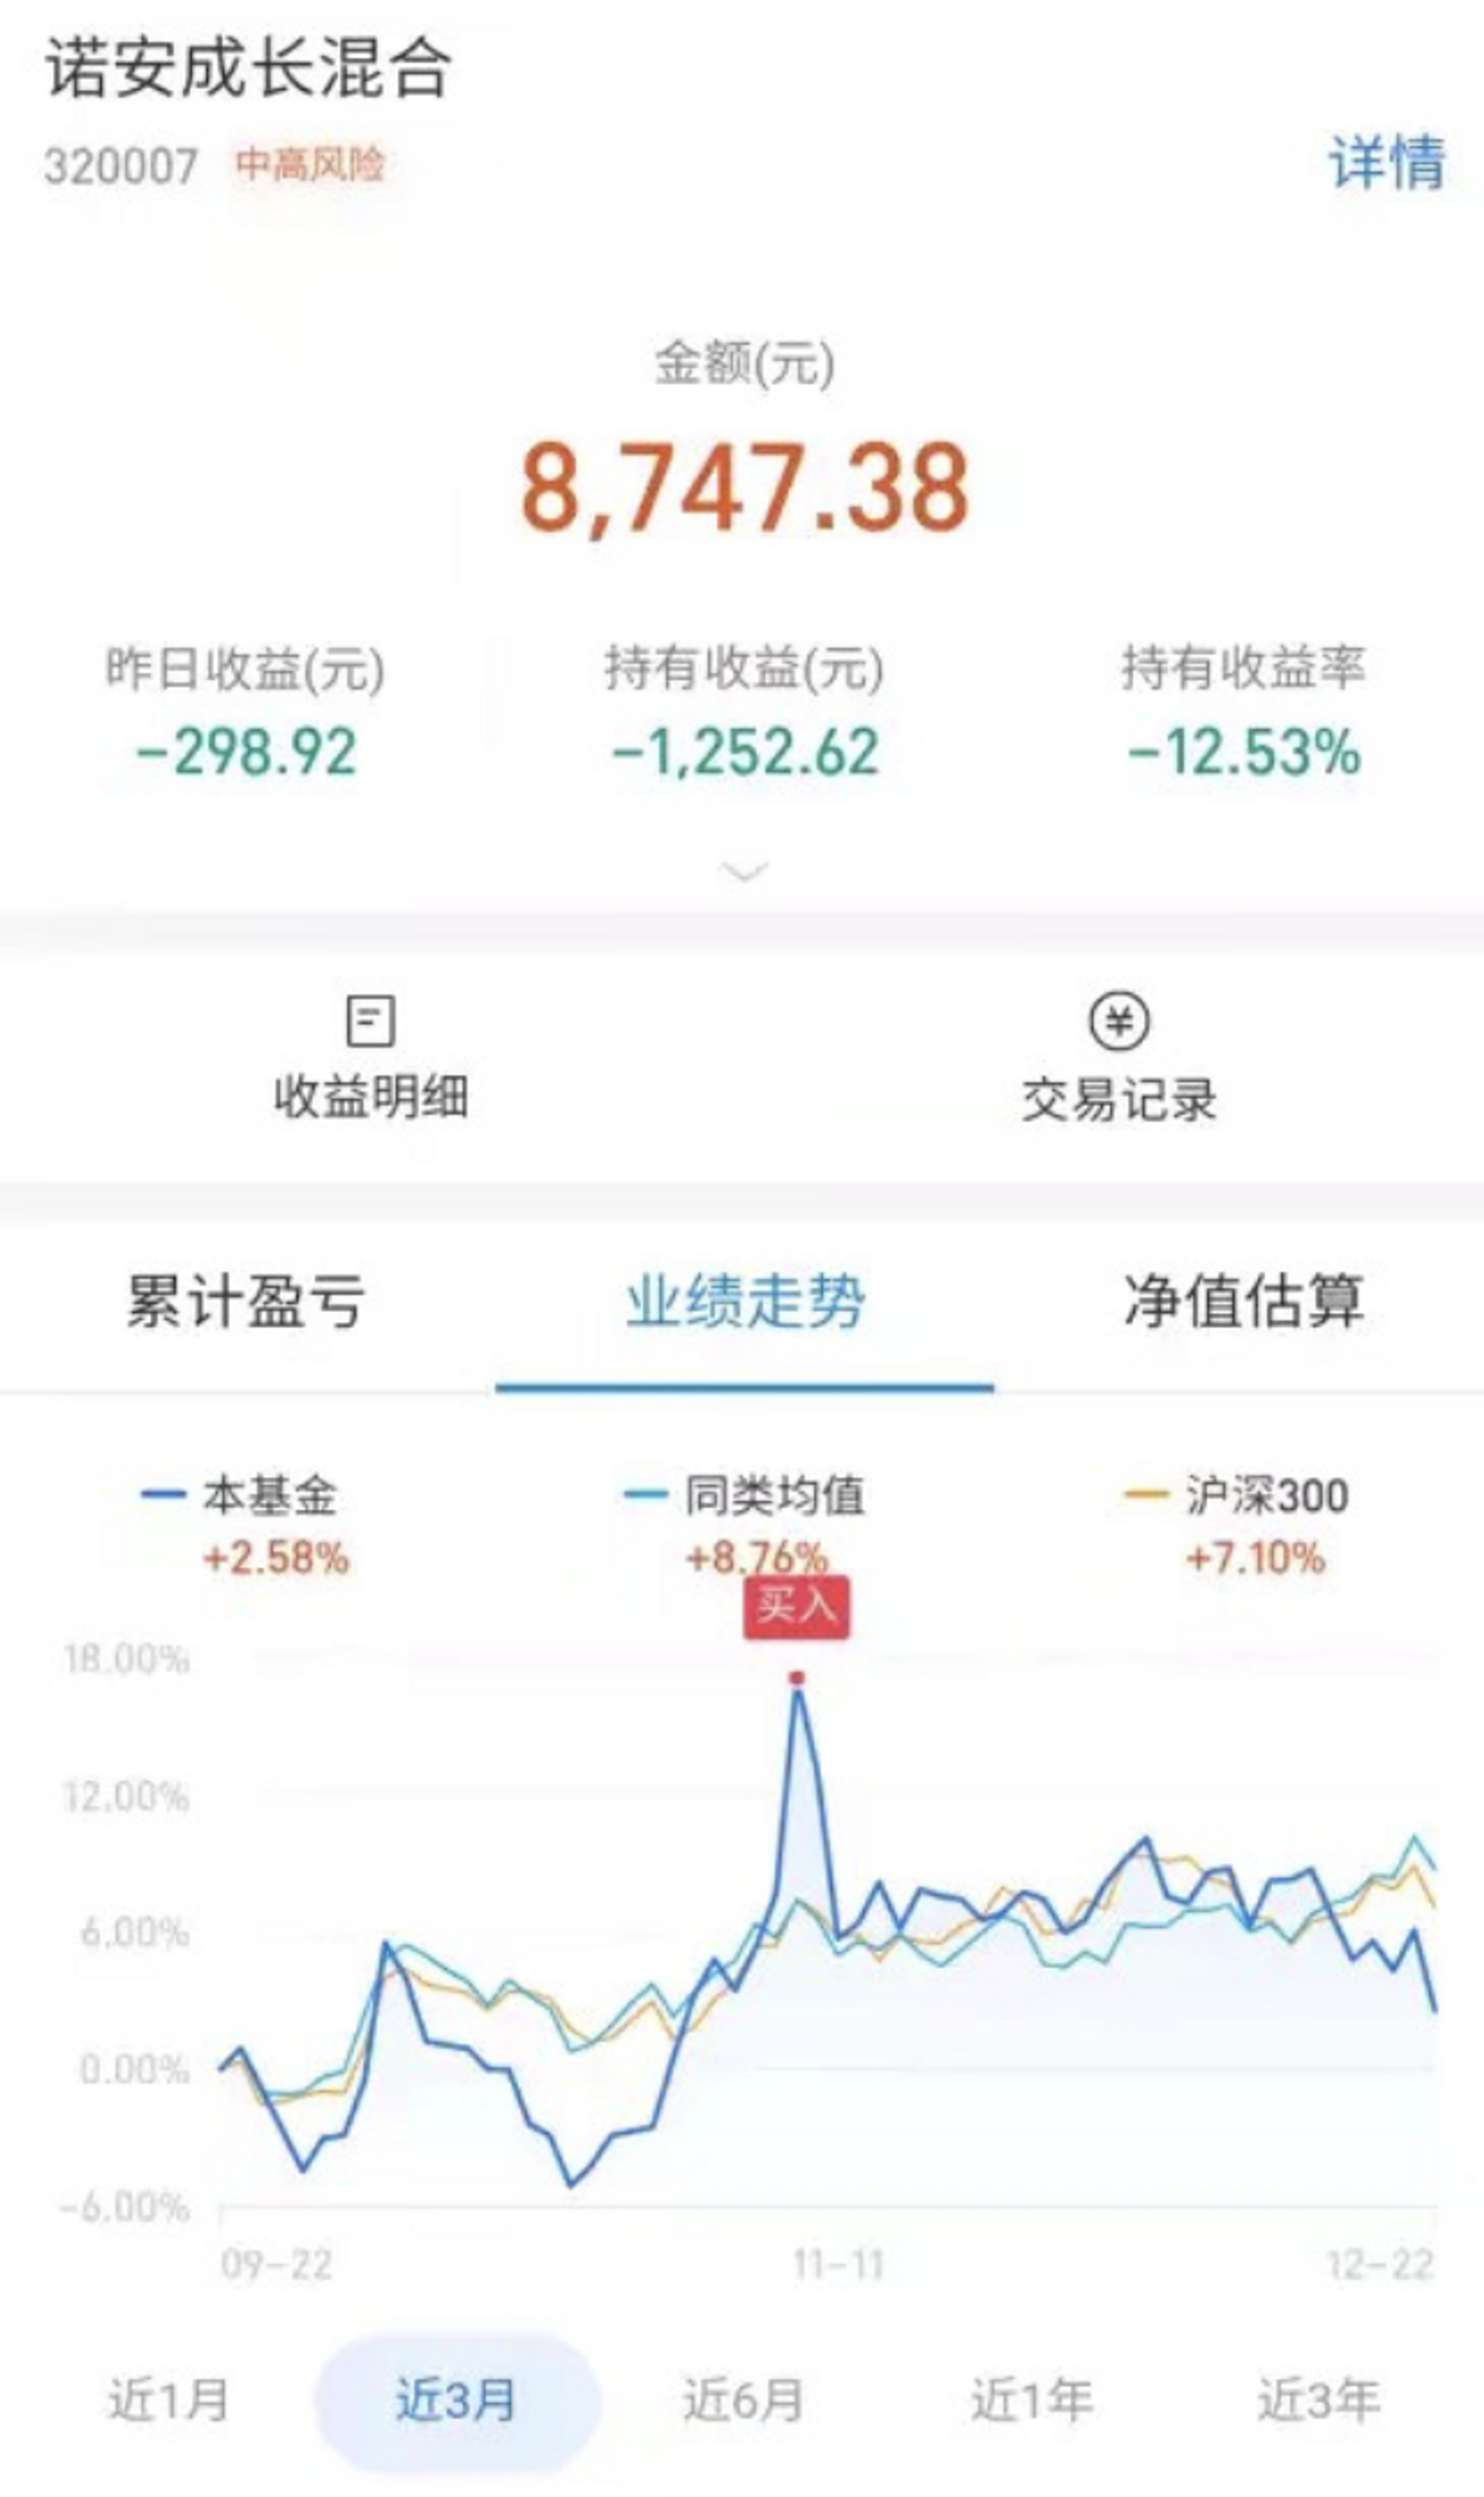 诺安成长混合
320007 中高风险
详情
金额(元)
8,747.38
昨日收益(元) 持有收益(元) 持有收益率
-298.92 -1,252.62 -12.53%
收益明细 交易记录
累计盈亏 业绩走势 净值估算
本基金 同类均值 沪深300
+2.58% +8.76% +7.10%
买入
18.00%
12.00%
6.00%
0.00%
-6.00%
09-22 11-11 12-22
近1月 近3月 近6月 近1年 近3年